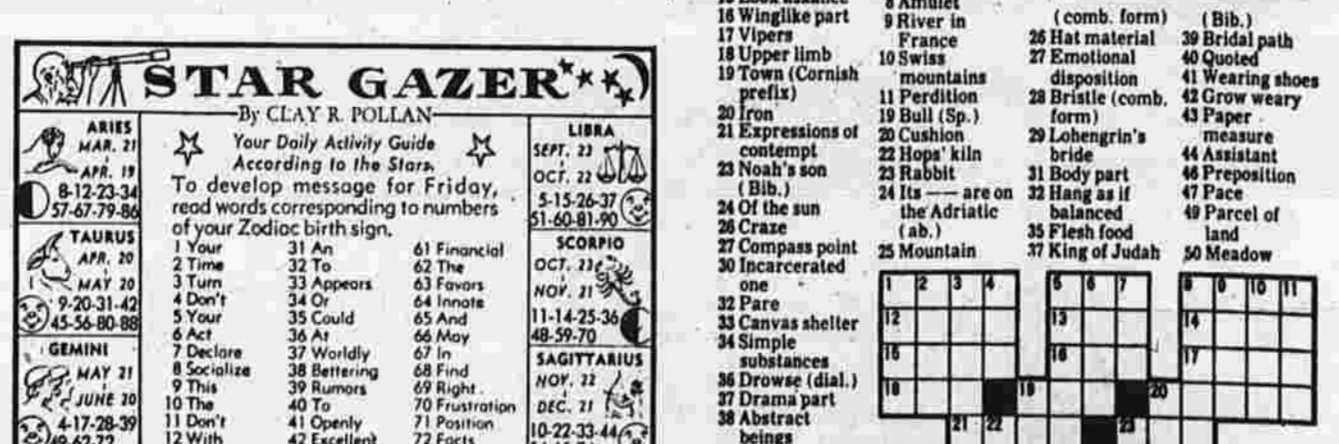 STAR GAZER
By CLAY R. POLLAN
ARIES
MAR. 21
APR. 19
8-12-23-34
57-67-79-86
TAURUS
APR. 20
MAY 20
9-20-31-42
45-56-80-88
GEMINI
MAY 21
JUNE 20
4-17-28-39
Your Daily Activity Guide
According to the Stars.
To develop message for Friday,
read words corresponding to numbers
of your Zodiac birth sign.
1 Your
2 Time
3 Turn
4 Don't
5 Your
6 Act
7 Declare
8 Socialize
9 This
10 The
11 Don't
12 With
31 An
32 To
33 Appears
34 Or
35 Could
36 At
37 Worldly
38 Bettering
39 Rumors
40 To
41 Openly
42 Excellent
61 Financial
62 The
63 Favors
64 Innate
65 And
66 May
67 In
68 Find
69 Right
70 Frustration
71 Position
72 Facts
LIBRA
SEPT. 23
OCT. 22
5-15-26-37
51-60-81-90
SCORPIO
OCT. 23
NOV. 21
11-14-25-36
48-59-70
SAGITTARIUS
NOV. 22
DEC. 21
10-22-33-44
16 Winglike part
17 Vipers
18 Upper limb
19 Town (Cornish
prefix)
20 Iron
21 Expressions of
contempt
23 Noah's son
(Bib.)
24 Of the sun
26 Craze
27 Compass point
30 Incarcerated
one
32 Pare
33 Canvas shelter
34 Simple
substances
36 Drowse (dial.)
37 Drama part
38 Abstract
beings
8 Amulet
9 River in
France
10 Swiss
mountains
11 Perdition
19 Bull (Sp.)
20 Cushion
22 Hops' kiln
23 Rabbit
24 Its —— are on
the Adriatic
(ab.)
25 Mountain
(comb. form)
26 Hat material
27 Emotional
disposition
28 Bristle (comb.
form)
29 Lohengrin's
bride
31 Body part
32 Hang as if
balanced
35 Flesh food
37 King of Judah
(Bib.)
39 Bridal path
40 Quoted
41 Wearing shoes
42 Grow weary
43 Paper
measure
44 Assistant
46 Preposition
47 Pace
49 Parcel of
land
50 Meadow
1 2 3 4 5 6 7 8 9 10 11
12 13 14
15 16 17
18 19 20
21 22 23